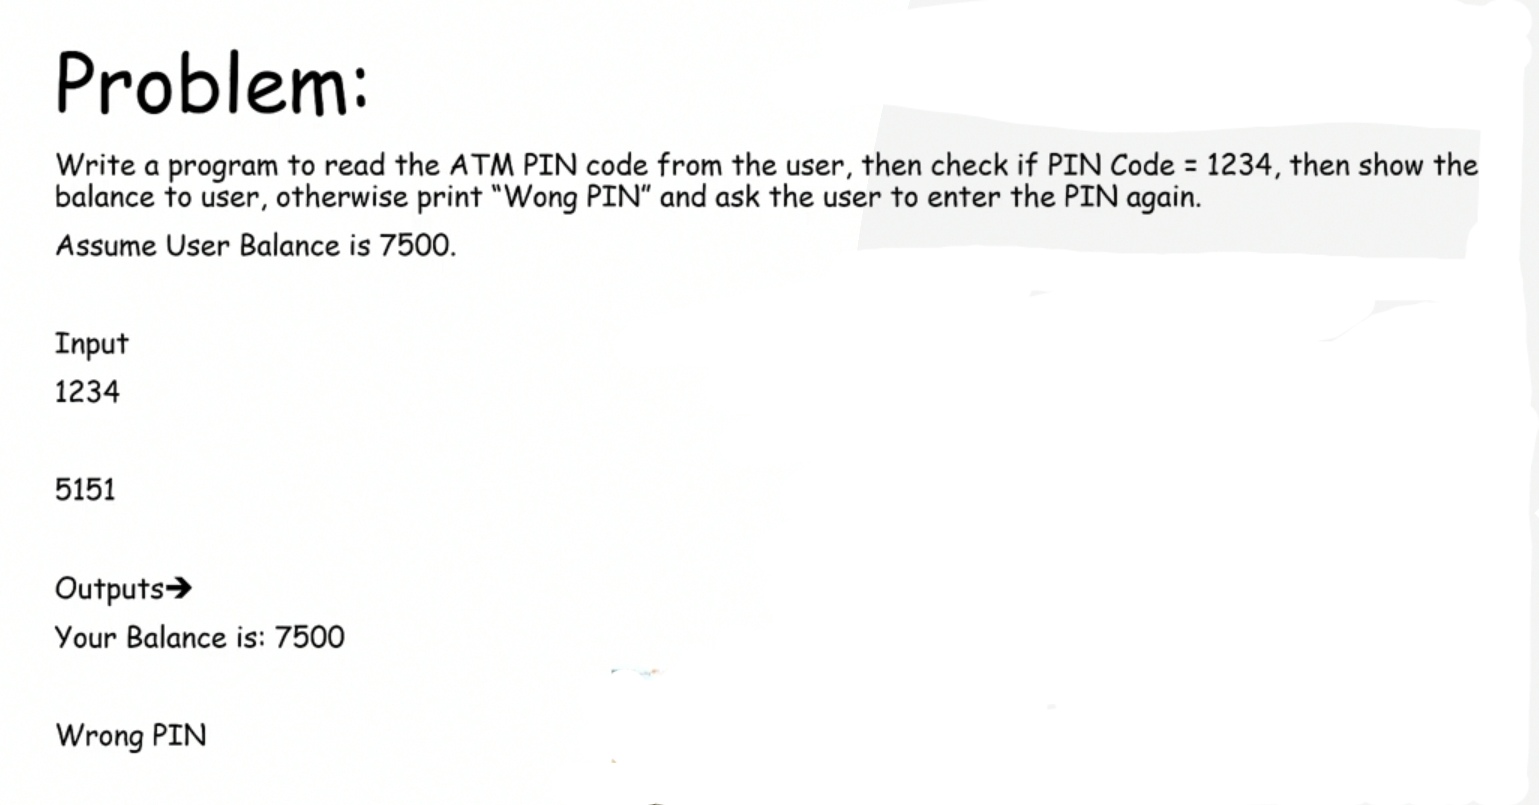 Problem:
Write a program to read the ATM PIN code from the user, then check if PIN Code = 1234, then show the
balance to user, otherwise print “Wong PIN” and ask the user to enter the PIN again.
Assume User Balance is 7500.
Input
1234
5151
Outputs➔
Your Balance is: 7500
Wrong PIN